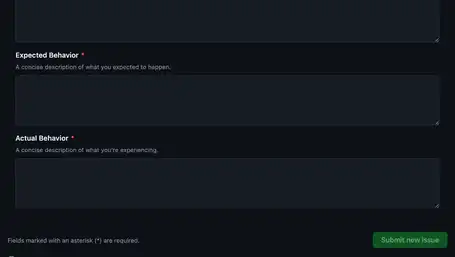 Expected Behavior *
A concise description of what you expected to happen.
Actual Behavior *
A concise description of what you're experiencing.
Fields marked with an asterisk (*) are required.
Submit new issue